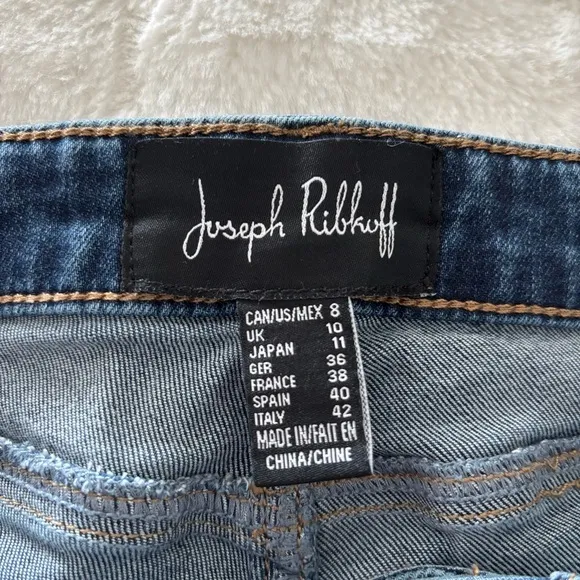 Joseph Ribkoff
CAN/US/MEX 8
UK 10
JAPAN 11
GER 36
FRANCE 38
SPAIN 40
ITALY 42
MADE IN/FAIT EN
CHINA/CHINE